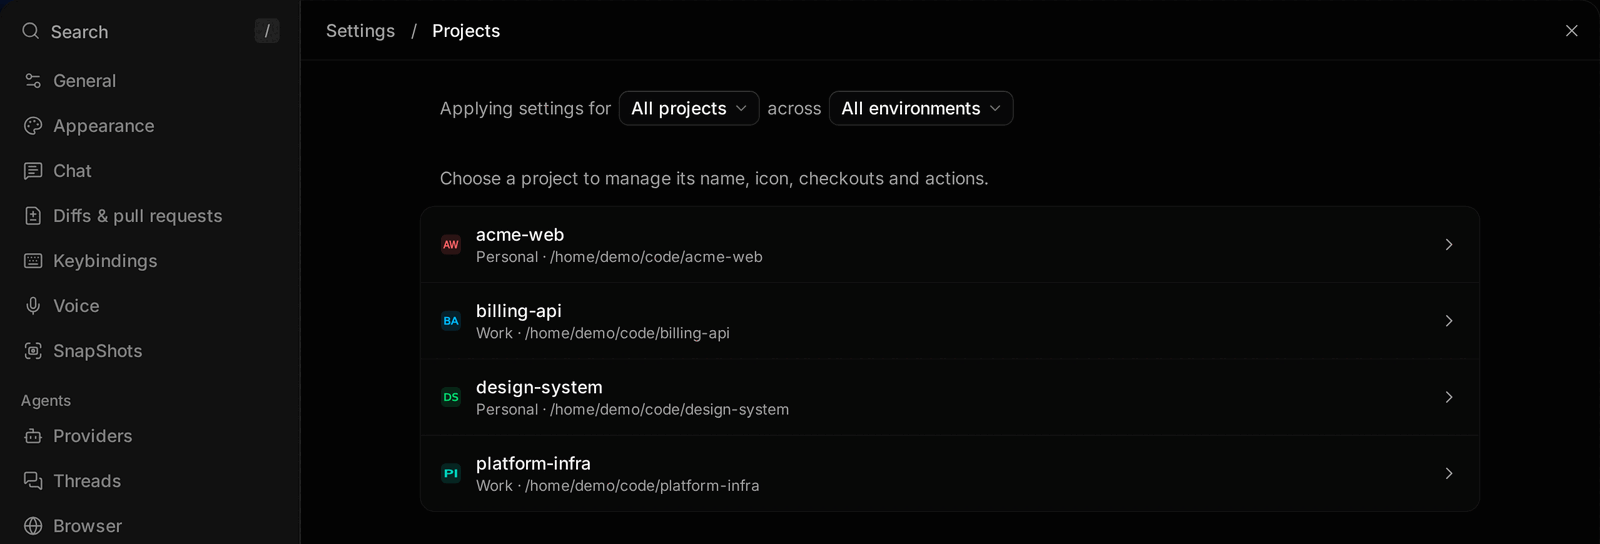 Search /
General
Appearance
Chat
Diffs & pull requests
Keybindings
Voice
SnapShots
Agents
Providers
Threads
Browser
Settings / Projects
Applying settings for All projects across All environments
Choose a project to manage its name, icon, checkouts and actions.
AW acme-web
Personal · /home/demo/code/acme-web
BA billing-api
Work · /home/demo/code/billing-api
DS design-system
Personal · /home/demo/code/design-system
PI platform-infra
Work · /home/demo/code/platform-infra